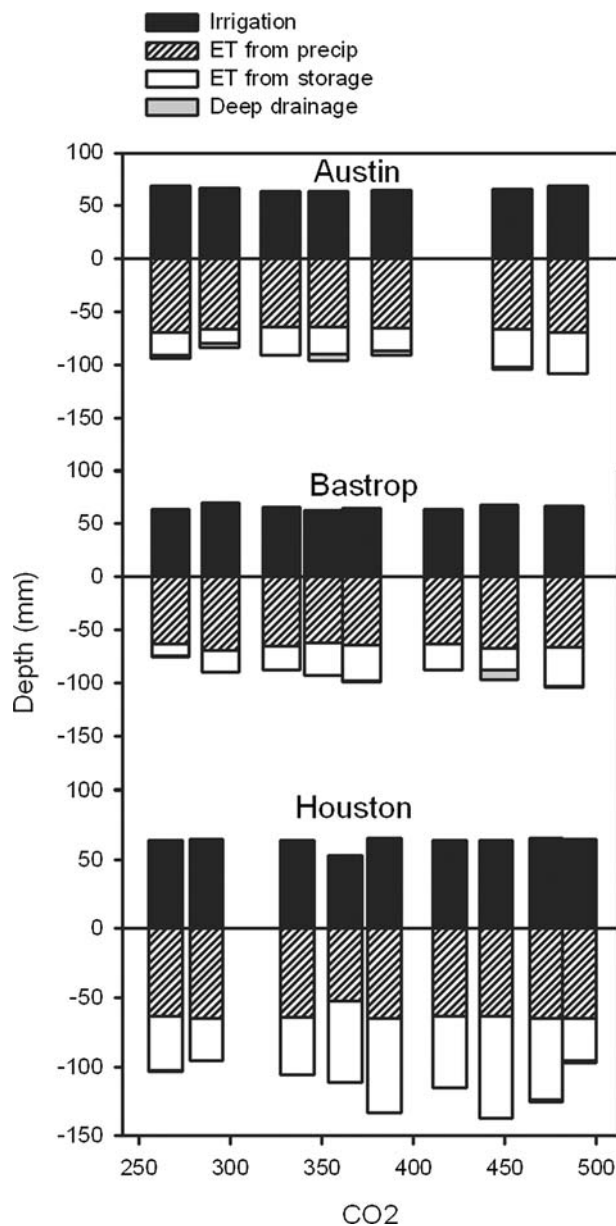 Irrigation
ET from precip
ET from storage
Deep drainage
100
Austin
50
0
-50
-100
-150
100
Bastrop
50
0
-50
-100
-150
Depth (mm)
100
Houston
50
0
-50
-100
-150
250 300 350 400 450 500
CO2